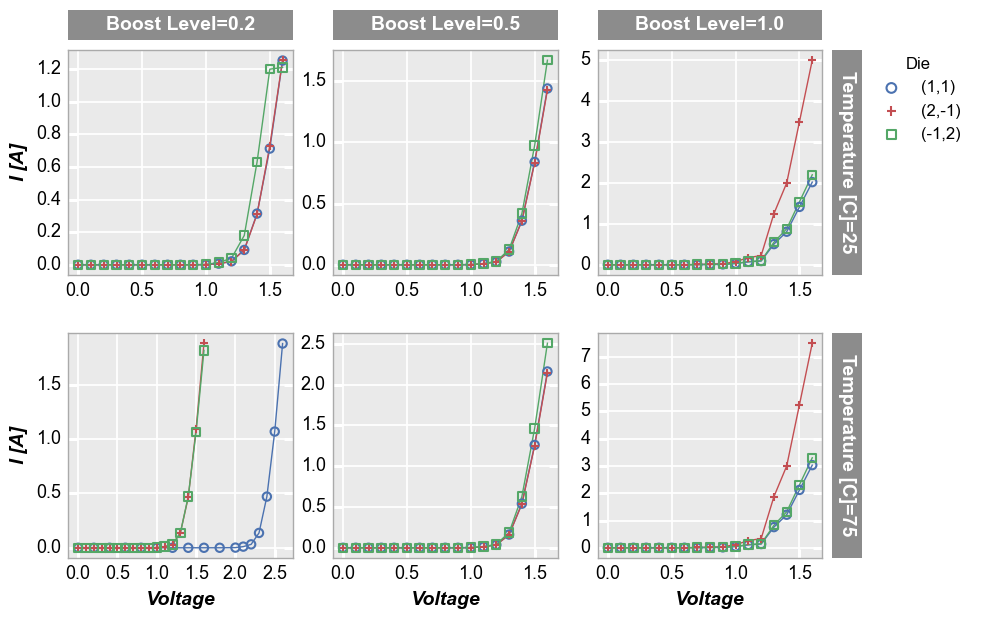 Boost Level=0.2 Boost Level=0.5 Boost Level=1.0
Die
(1,1)
(2,-1)
(-1,2)
I [A]
1.2
1.0
0.8
0.6
0.4
0.2
0.0
0.0 0.5 1.0 1.5
1.5
1.0
0.5
0.0
0.0 0.5 1.0 1.5
5
4
3
2
1
0
0.0 0.5 1.0 1.5
Temperature [C]=25
I [A]
1.5
1.0
0.5
0.0
0.0 0.5 1.0 1.5 2.0 2.5
Voltage
2.5
2.0
1.5
1.0
0.5
0.0
0.0 0.5 1.0 1.5
Voltage
7
6
5
4
3
2
1
0
0.0 0.5 1.0 1.5
Voltage
Temperature [C]=75